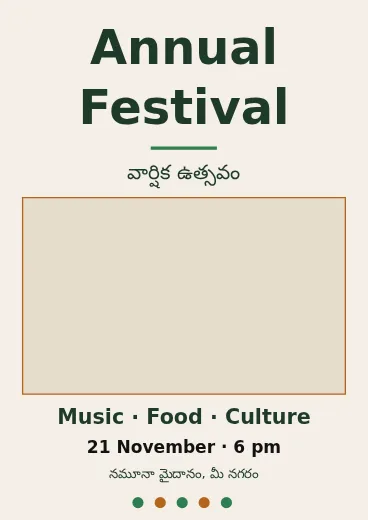 Annual
Festival
వార్షిక ఉత్సవం
Music · Food · Culture
21 November · 6 pm
నమూనా మైదానం, మీ నగరం